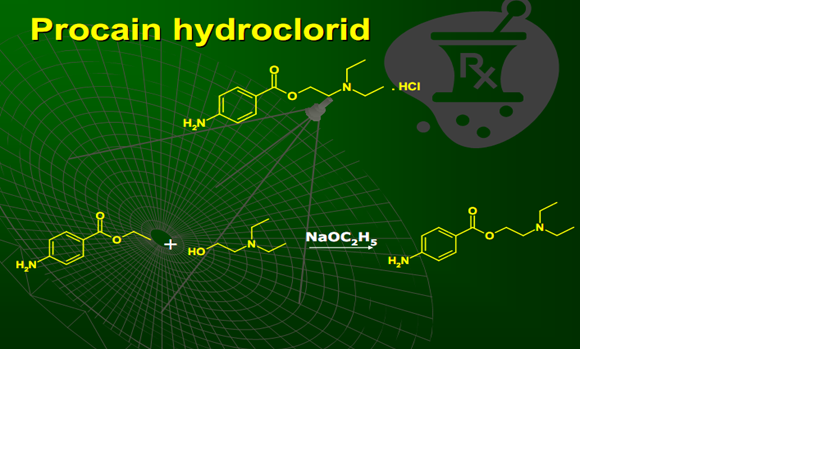 Procain hydroclorid
O
O
N
. HCl
H₂N
O
O
H₂N
+
HO
N
NaOC₂H₅
O
O
N
H₂N
Rx